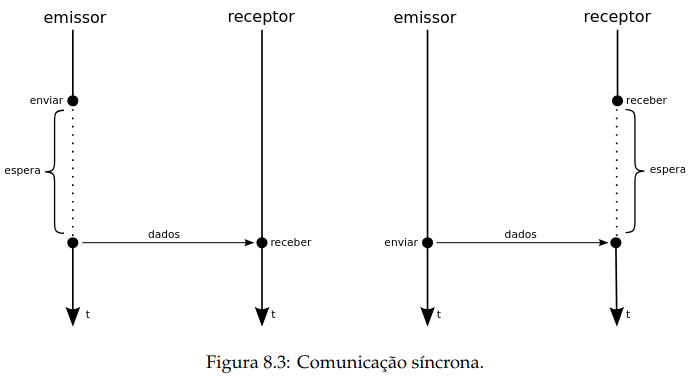 emissor receptor emissor receptor
enviar receber
espera espera
dados dados
receber enviar
t t t t
Figura 8.3: Comunicação síncrona.